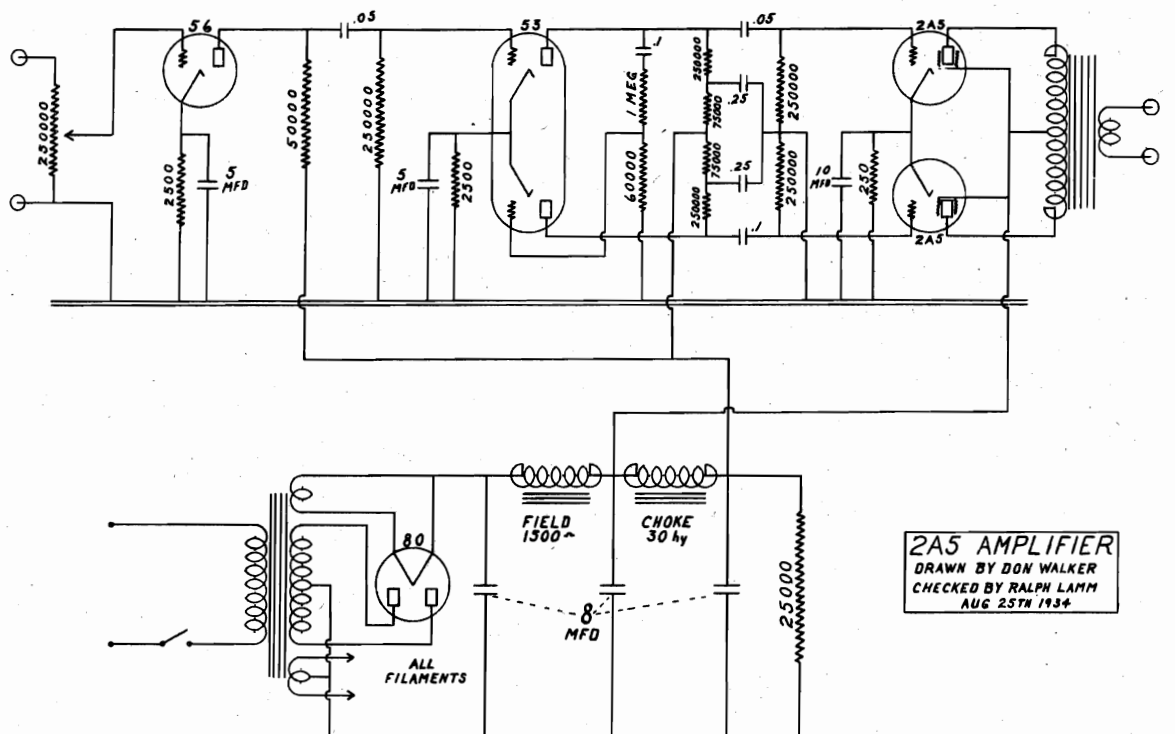 56
.05
53
.05
2A5
250000
2500
5
MFD
50000
250000
5
MFD
2500
.1
1 MEG
60000
250000
75000
75000
250000
.25
.25
.1
250000
250000
10
MFD
250
2A5
FIELD
1500~
CHOKE
30 hy
80
8
MFD
25000
ALL
FILAMENTS
2A5 AMPLIFIER
DRAWN BY DON WALKER
CHECKED BY RALPH LAMM
AUG 25TH 1934